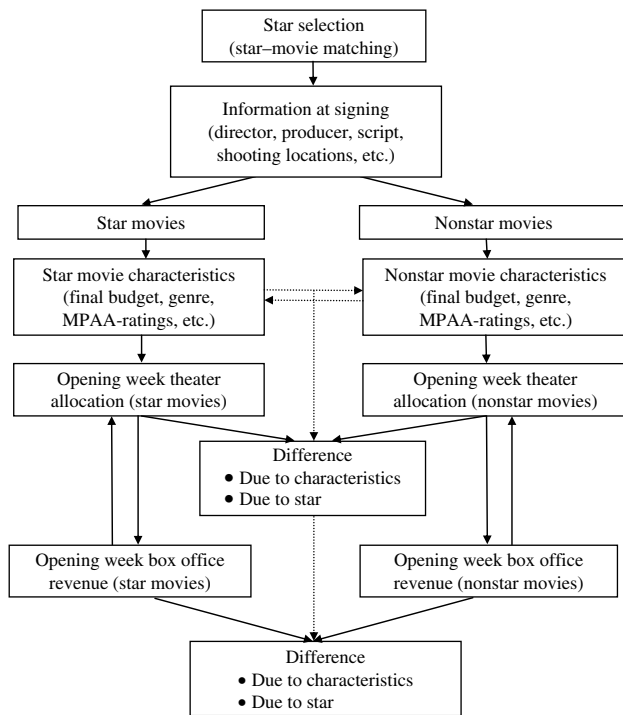 Star selection
(star–movie matching)
Information at signing
(director, producer, script,
shooting locations, etc.)
Star movies
Nonstar movies
Star movie characteristics
(final budget, genre,
MPAA-ratings, etc.)
Nonstar movie characteristics
(final budget, genre,
MPAA-ratings, etc.)
Opening week theater
allocation (star movies)
Opening week theater
allocation (nonstar movies)
Difference
• Due to characteristics
• Due to star
Opening week box office
revenue (star movies)
Opening week box office
revenue (nonstar movies)
Difference
• Due to characteristics
• Due to star